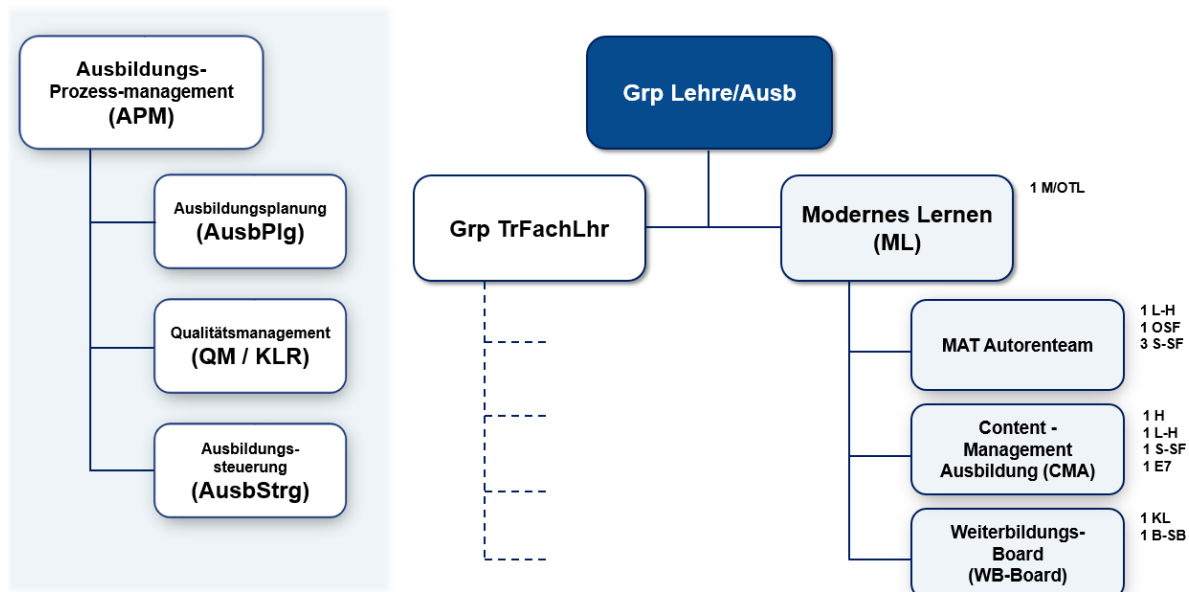 Ausbildungs-
Prozess-management
(APM)
Ausbildungsplanung
(AusbPlg)
Qualitätsmanagement
(QM / KLR)
Ausbildungs-
steuerung
(AusbStrg)
Grp Lehre/Ausb
Grp TrFachLhr
Modernes Lernen
(ML)
1 M/OTL
MAT Autorenteam
1 L-H
1 OSF
3 S-SF
Content -
Management
Ausbildung (CMA)
1 H
1 L-H
1 S-SF
1 E7
Weiterbildungs-
Board
(WB-Board)
1 KL
1 B-SB